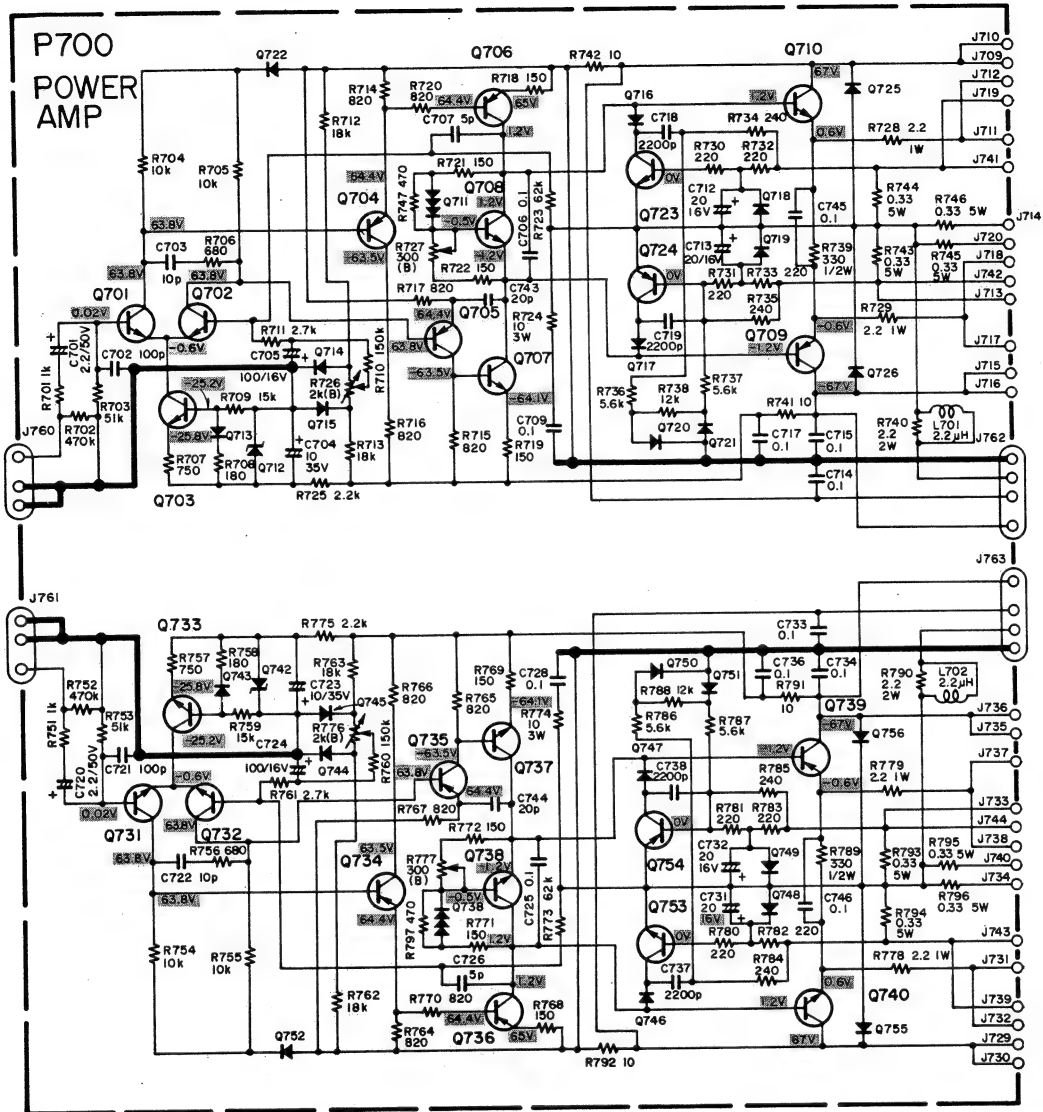 P700
POWER
AMP
Q722
Q706
R742 10
Q710
J710
J709
J712
J719
J711
J741
J714
J720
J718
J742
J713
J717
J715
J716
J762
R714
820
R720
820
R718 150
64.4V
65V
C707 5p
1.2V
R712
18k
R704
10k
R705
10k
Q716
C718
2200p
R734 240
67V
1.2V
Q725
0.6V
R728 2.2
1W
R730
220
R732
220
R721 150
64.4V
Q704
R747 470
Q711
Q708
1.2V
-0.5V
-1.2V
C706 0.1
R723 62k
0V
Q723
C712
20
16V
Q718
C745
0.1
R744
0.33
5W
R746
0.33 5W
63.8V
C703
10p
R706
680
63.8V
63.8V
-63.5V
R727
300
(B)
R722 150
Q724
C713
20/16V
Q719
R739
330
1/2W
R743
0.33
5W
R745
0.33
5W
Q701
Q702
0.02V
-0.6V
R717 820
64.4V
C743
20p
Q705
R724
10
3W
R731
220
R733
220
R735
240
R729
2.2 1W
R711 2.7k
C705
100/16V
Q714
R710 150k
63.8V
-63.5V
Q707
C719
2200p
Q717
Q709
-0.6V
-1.2V
C701
2.2/50V
C702 100p
R701 1k
R702
470k
R703
51k
-25.2V
R709 15k
R726
2k(B)
Q715
-64.1V
-67V
Q726
-25.8V
Q713
Q712
C704
10
35V
R713
18k
R716
820
R715
820
R719
150
C709
0.1
R736
5.6k
R738
12k
R737
5.6k
Q720
Q721
R741 10
C717
0.1
C715
0.1
C714
0.1
R740
2.2
2W
L701
2.2µH
J760
R707
750
R708
180
Q703
R725 2.2k
J761
J763
Q733
R775 2.2k
C733
0.1
R757
750
R758
180
Q743
Q742
R763
18k
C723
10/35V
Q745
R766
820
R769
150
R765
820
C728
0.1
Q750
Q751
R788 12k
C736
0.1
C734
0.1
R791
10
R790
2.2
2W
L702
2.2µH
R752
470k
-25.8V
R759
15k
-25.2V
C724
100/16V
R776
2k(B)
R760 150k
Q744
-64.1V
R774
10
3W
R786
5.6k
R787
5.6k
Q739
-67V
Q756
J736
J735
J737
R751 1k
R753
51k
C720
2.2/50V
C721 100p
-0.6V
R761 2.7k
Q735
-63.5V
63.8V
Q737
64.4V
C744
20p
R767 820
Q747
C738
2200p
-1.2V
-0.6V
R785
240
R779
2.2 1W
J733
J744
J738
J740
J734
0.02V
Q731
63.8V
Q732
63.8V
R756 680
C722 10p
63.5V
Q734
R772 150
R777
300
(B)
Q738
-1.2V
0V
Q754
R781
220
R783
220
C732
20
16V
Q749
R789
330
1/2W
R793
0.33
5W
R795
0.33 5W
63.8V
-0.5V
Q738
64.4V
R797 470
R771
150
C725 0.1
R773 62k
Q753
C731
20
16V
Q748
C746
0.1
R796
0.33 5W
R794
0.33
5W
R754
10k
R755
10k
1.2V
C726
5p
1.2V
0V
R780
220
R782
220
R784
240
R778 2.2 1W
J743
J731
J739
J732
J729
J730
R762
18k
R770 820
64.4V
R768
150
C737
2200p
Q746
0.6V
1.2V
Q740
R764
820
Q736
65V
67V
Q755
Q752
R792 10